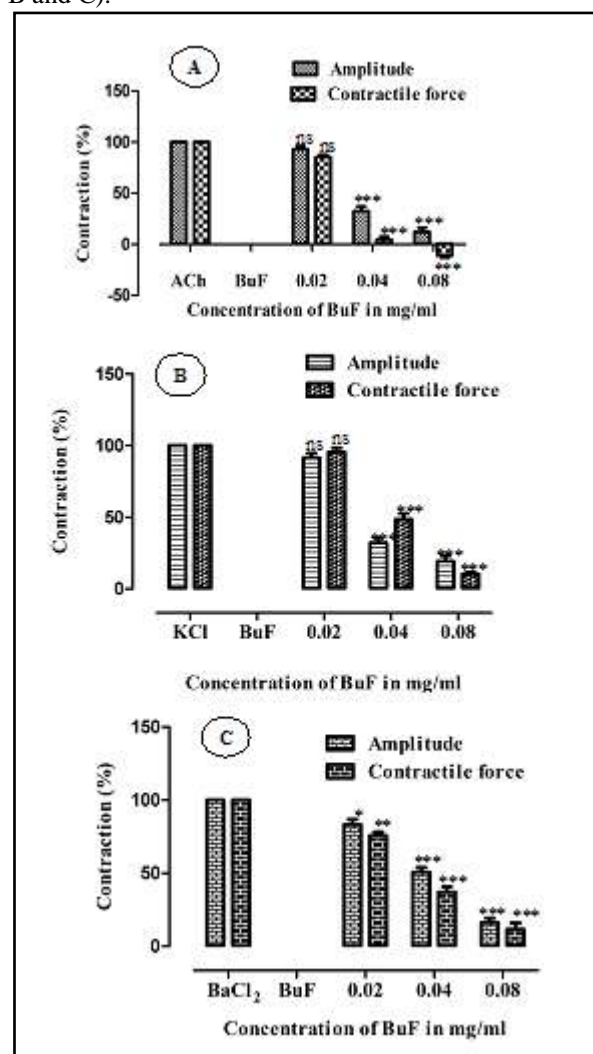 B and C).
A
Amplitude
Contractile force
150
100
50
0
-50
Contraction (%)
ns ns
*** ***
*** ***
ACh BuF 0.02 0.04 0.08
Concentration of BuF in mg/ml
B
Amplitude
Contractile force
150
100
50
0
Contraction (%)
ns ns
*** ***
*** ***
KCl BuF 0.02 0.04 0.08
Concentration of BuF in mg/ml
C
Amplitude
Contractile force
150
100
50
0
Contraction (%)
* **
*** ***
*** ***
BaCl₂ BuF 0.02 0.04 0.08
Concentration of BuF in mg/ml